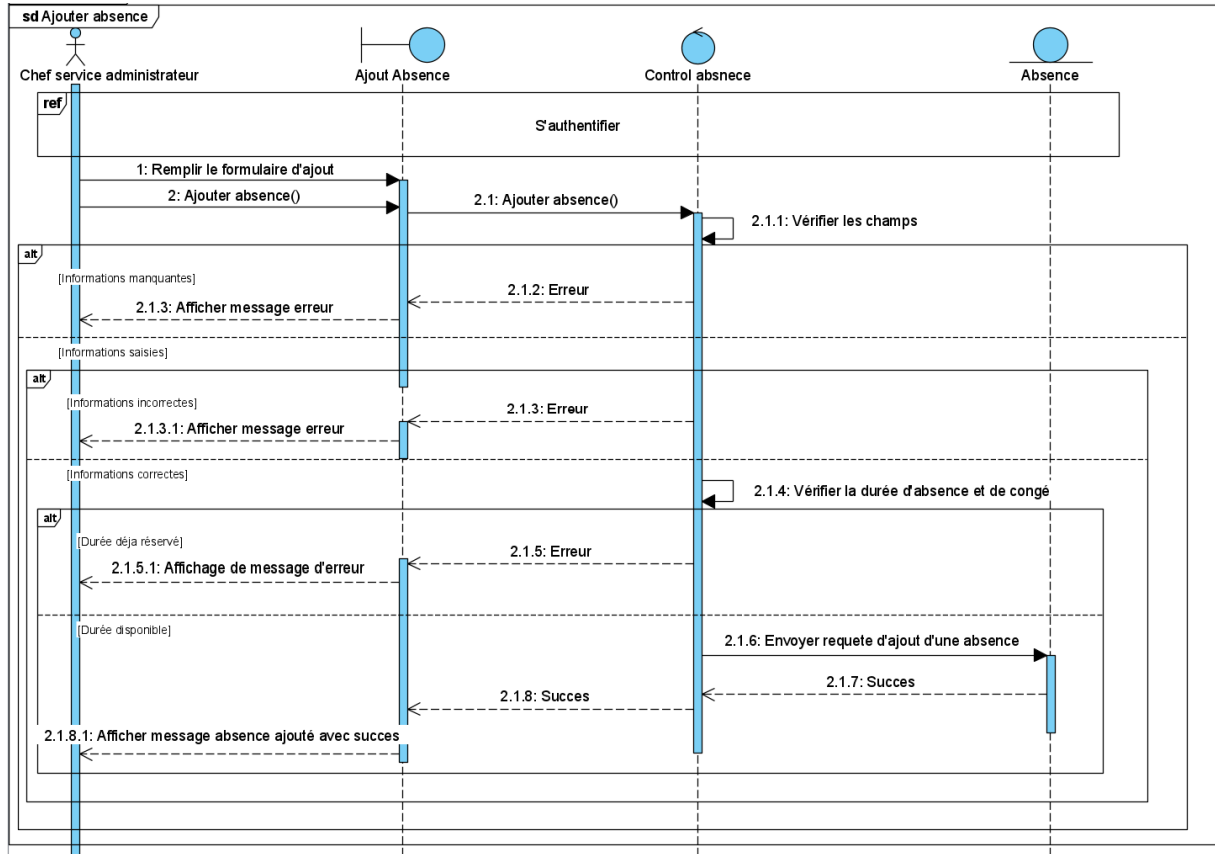 sd Ajouter absence
Chef service administrateur
Ajout Absence
Control absnece
Absence
ref
S'authentifier
1: Remplir le formulaire d'ajout
2: Ajouter absence()
2.1: Ajouter absence()
2.1.1: Vérifier les champs
alt
[Informations manquantes]
2.1.2: Erreur
2.1.3: Afficher message erreur
[Informations saisies]
alt
[Informations incorrectes]
2.1.3: Erreur
2.1.3.1: Afficher message erreur
[Informations correctes]
2.1.4: Vérifier la durée d'absence et de congé
alt
[Durée déja réservé]
2.1.5: Erreur
2.1.5.1: Affichage de message d'erreur
[Durée disponible]
2.1.6: Envoyer requete d'ajout d'une absence
2.1.7: Succes
2.1.8: Succes
2.1.8.1: Afficher message absence ajouté avec succes